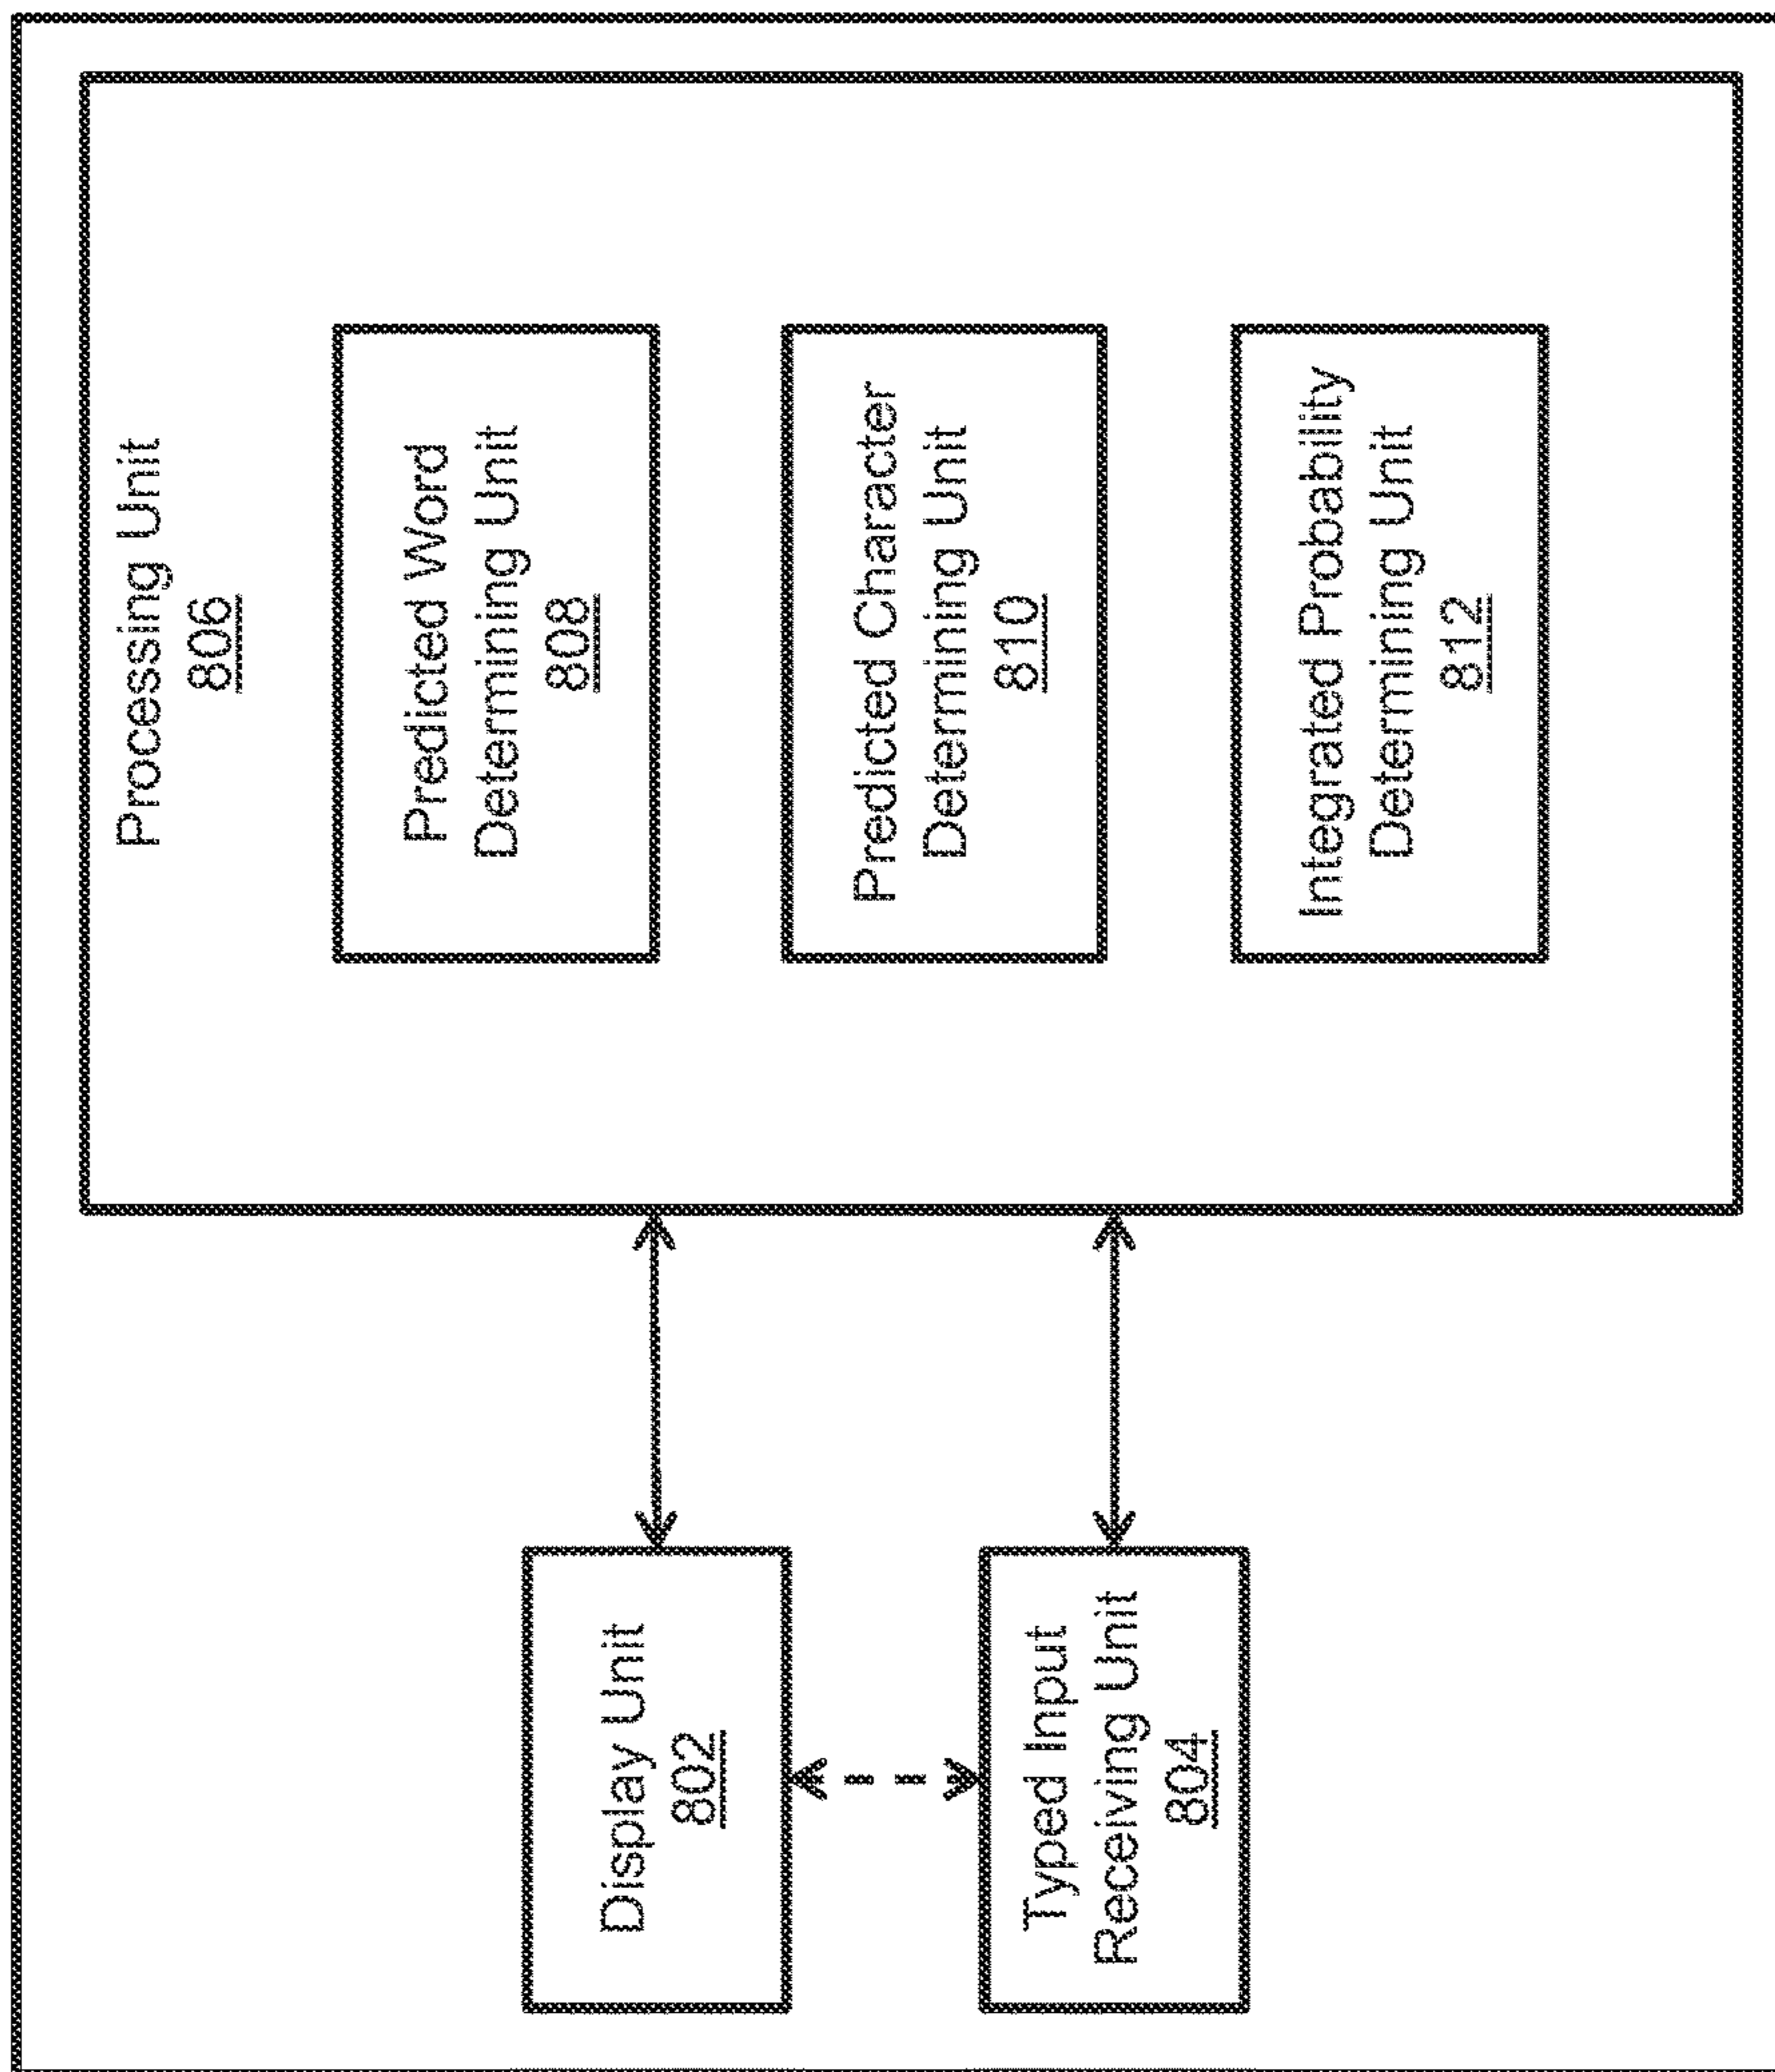 Processing Unit
806
Predicted Word
Determining Unit
808
Predicted Character
Determining Unit
810
Integrated Probability
Determining Unit
812
Display Unit
802
Typed Input
Receiving Unit
804